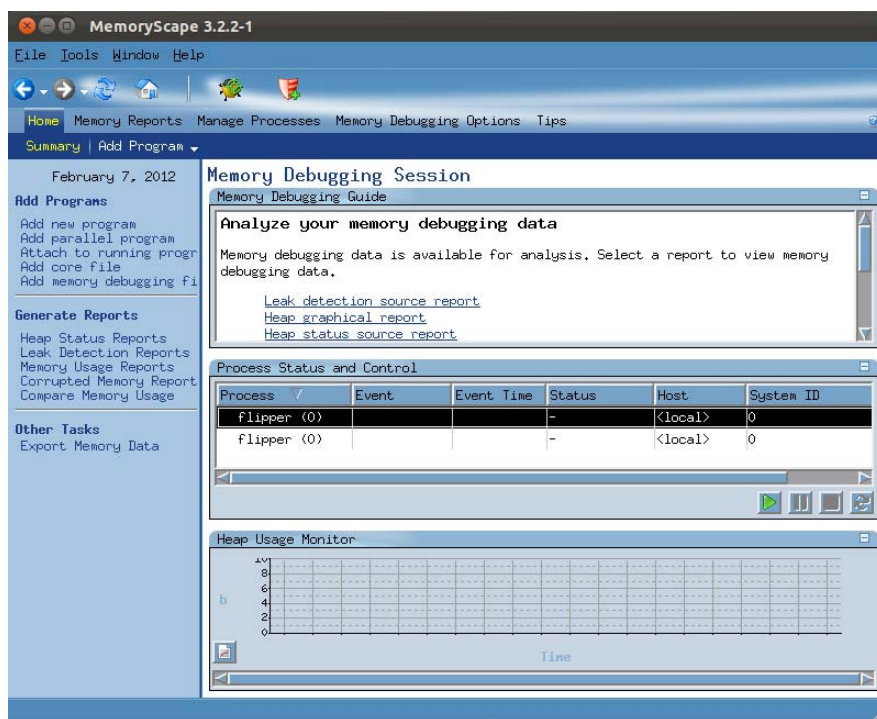 MemoryScape 3.2.2-1
File Tools Window Help
Home Memory Reports Manage Processes Memory Debugging Options Tips
Summary | Add Program
February 7, 2012
Add Programs
Add new program
Add parallel program
Attach to running progr
Add core file
Add memory debugging fi
Generate Reports
Heap Status Reports
Leak Detection Reports
Memory Usage Reports
Corrupted Memory Report
Compare Memory Usage
Other Tasks
Export Memory Data
Memory Debugging Session
Memory Debugging Guide
Analyze your memory debugging data
Memory debugging data is available for analysis. Select a report to view memory
debugging data.
Leak detection source report
Heap graphical report
Heap status source report
Process Status and Control
Process Event Event Time Status Host System ID
flipper (0) - <local> 0
flipper (0) - <local> 0
Heap Usage Monitor
10
8
6
4
2
0
b
Time